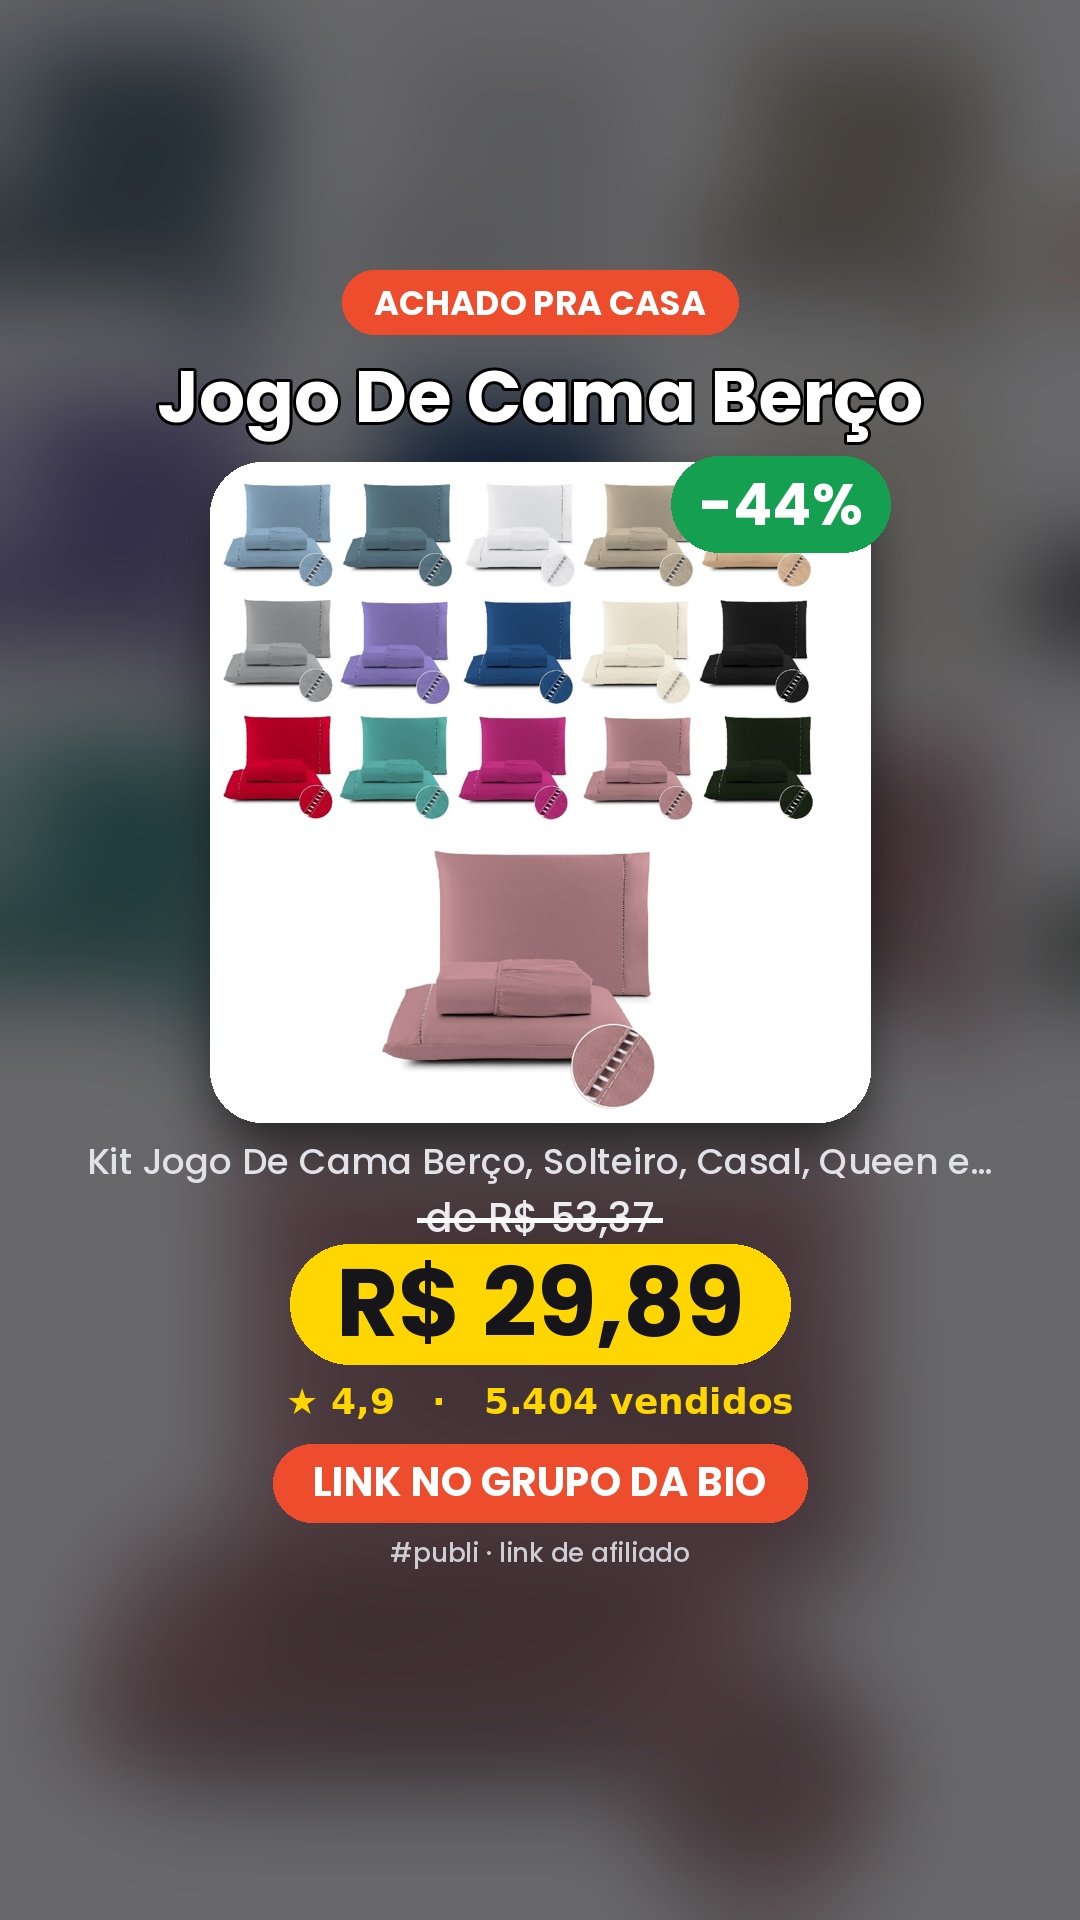 ACHADO PRA CASA
Jogo De Cama Berço
-44%
Kit Jogo De Cama Berço, Solteiro, Casal, Queen e...
de R$ 53,37
R$ 29,89
★ 4,9 · 5.404 vendidos
LINK NO GRUPO DA BIO
#publi · link de afiliado